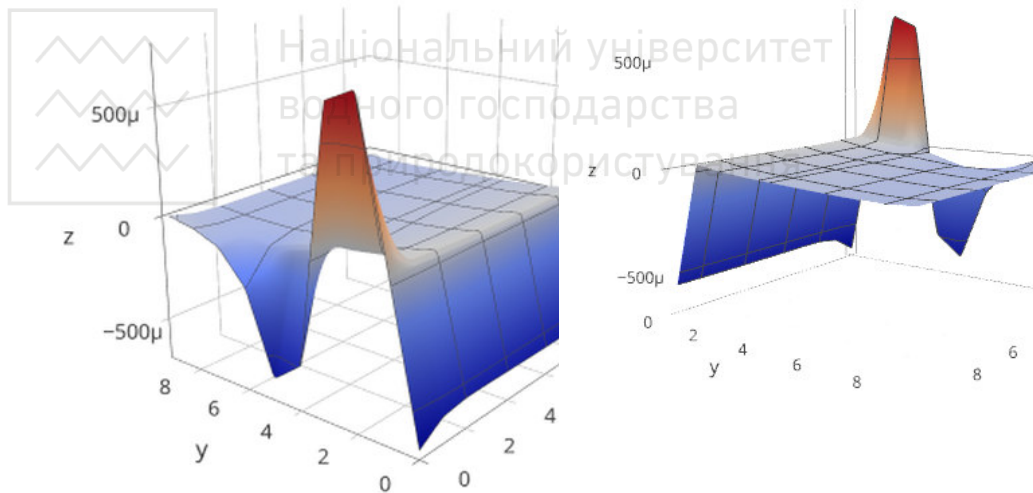 Національний університет
водного господарства
та природокористування
500µ
z
0
−500µ
8
6
4
2
0
y
0
2
4
500µ
z
0
−500µ
0
2
4
6
8
y
8
6